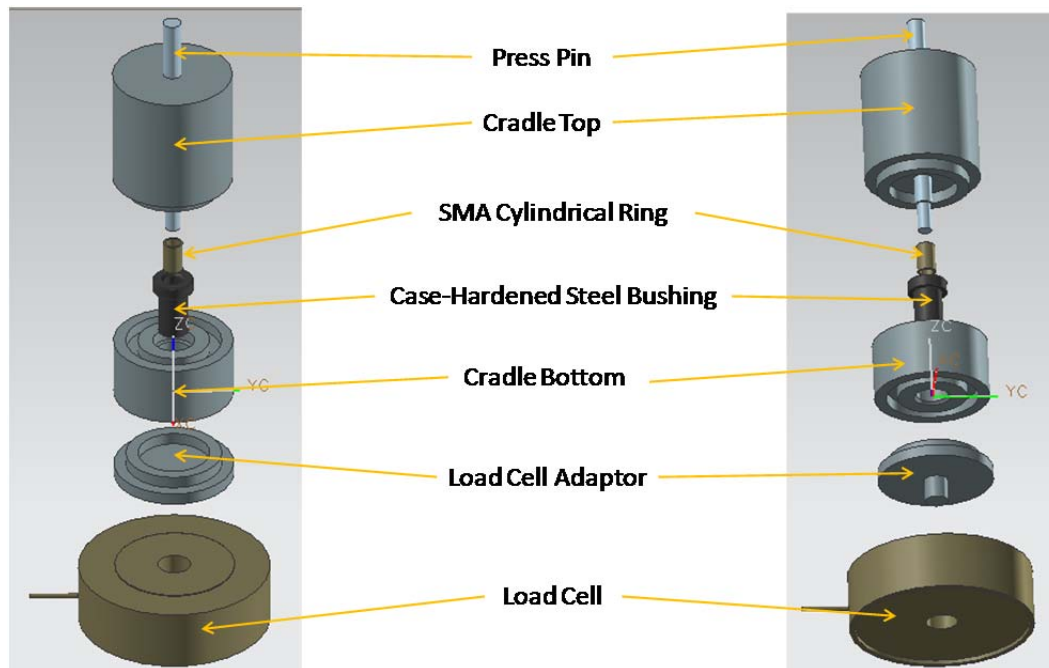 Press Pin
Cradle Top
SMA Cylindrical Ring
Case-Hardened Steel Bushing
ZC
ZC
Cradle Bottom
YC
YC
Load Cell Adaptor
Load Cell